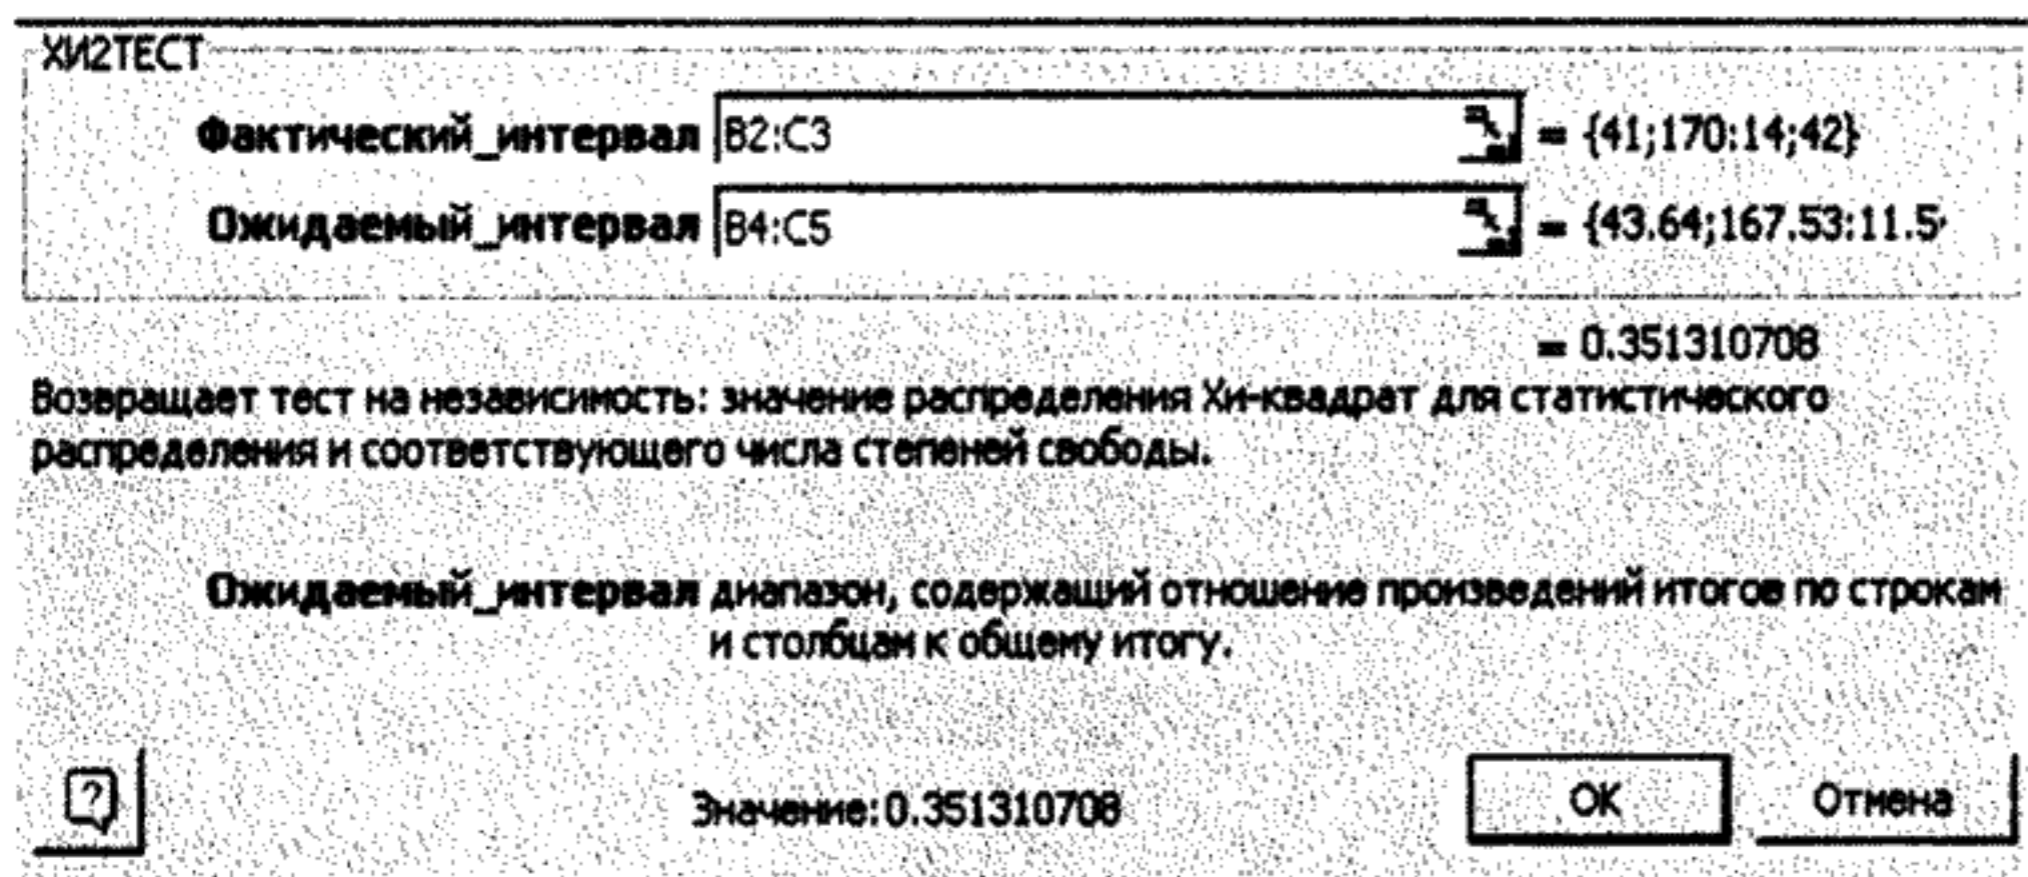 ХИ2ТЕСТ
Фактический_интервал B2:C3 = {41;170:14;42}
Ожидаемый_интервал B4:C5 = {43.64;167.53:11.5
= 0.351310708
Возвращает тест на независимость: значение распределения Хи-квадрат для статистического
распределения и соответствующего числа степеней свободы.
Ожидаемый_интервал диапазон, содержащий отношение произведений итогов по строкам
и столбцам к общему итогу.
? Значение:0.351310708 ОК Отмена